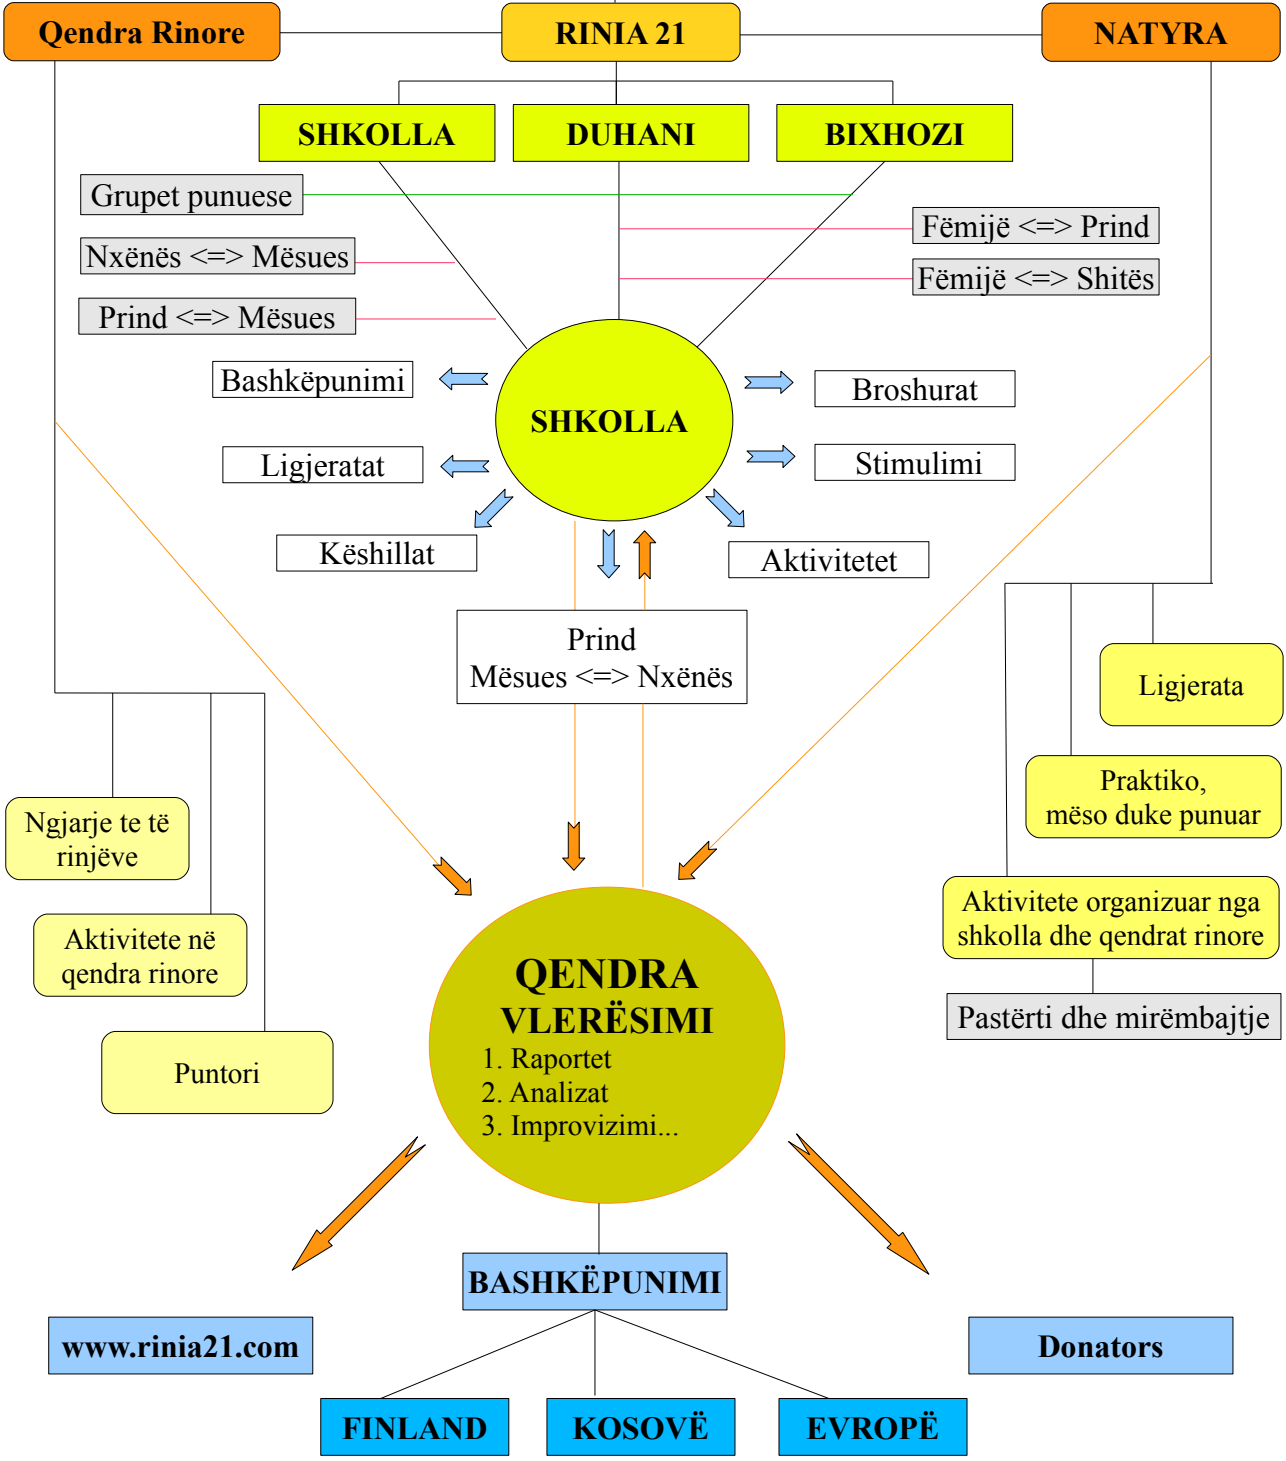 Qendra Rinore
RINIA 21
NATYRA
SHKOLLA
DUHANI
BIXHOZI
Grupet punuese
Fëmijë <=> Prind
Nxënës <=> Mësues
Fëmijë <=> Shitës
Prind <=> Mësues
Bashkëpunimi
Broshurat
SHKOLLA
Ligjeratat
Stimulimi
Këshillat
Aktivitetet
Prind
Mësues <=> Nxënës
Ligjerata
Praktiko,
mëso duke punuar
Ngjarje te të
rinjëve
Aktivitete organizuar nga
shkolla dhe qendrat rinore
Aktivitete në
qendra rinore
Pastërti dhe mirëmbajtje
Puntori
QENDRA
VLERËSIMI
1. Raportet
2. Analizat
3. Improvizimi...
BASHKËPUNIMI
www.rinia21.com
Donators
FINLAND
KOSOVË
EVROPË